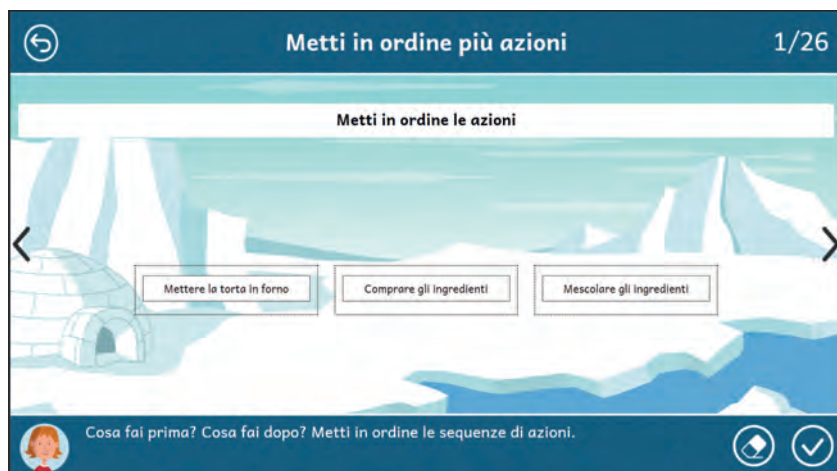 Metti in ordine più azioni
1/26
Metti in ordine le azioni
Mettere la torta in forno
Comprare gli ingredienti
Mescolare gli ingredienti
Cosa fai prima? Cosa fai dopo? Metti in ordine le sequenze di azioni.